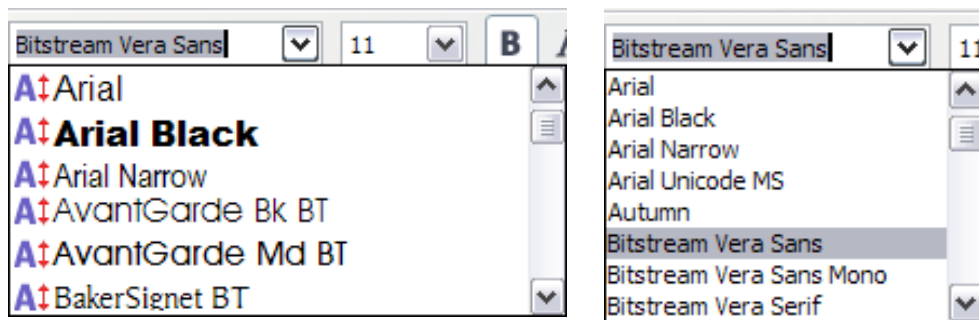 Bitstream Vera Sans 11 B
Arial
Arial Black
Arial Narrow
AvantGarde Bk BT
AvantGarde Md BT
BakerSignet BT
Bitstream Vera Sans 11
Arial
Arial Black
Arial Narrow
Arial Unicode MS
Autumn
Bitstream Vera Sans
Bitstream Vera Sans Mono
Bitstream Vera Serif